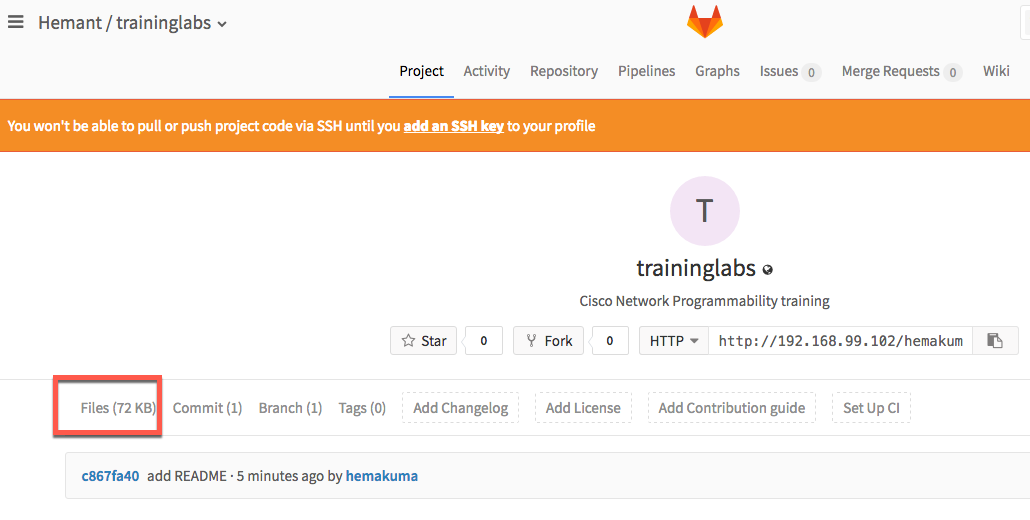 Hemant / traininglabs
Project Activity Repository Pipelines Graphs Issues 0 Merge Requests 0 Wiki
You won't be able to pull or push project code via SSH until you add an SSH key to your profile
T
traininglabs
Cisco Network Programmability training
Star 0 Fork 0 HTTP http://192.168.99.102/hemakum
Files (72 KB) Commit (1) Branch (1) Tags (0) Add Changelog Add License Add Contribution guide Set Up CI
c867fa40 add README · 5 minutes ago by hemakuma